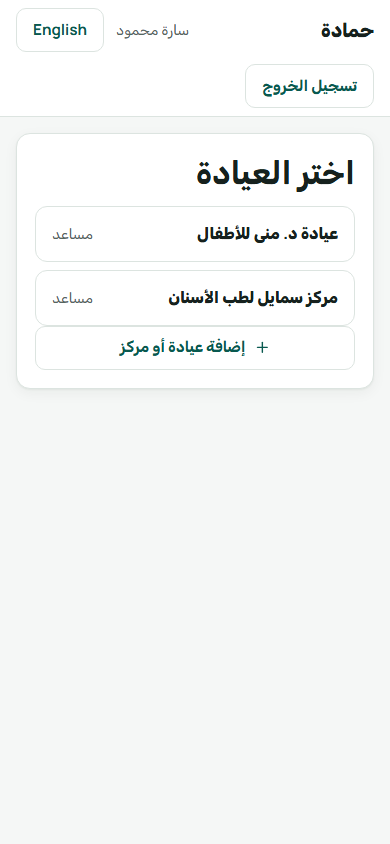 حمادة
سارة محمود
English
تسجيل الخروج
اختر العيادة
عيادة د. منى للأطفال
مساعد
مركز سمايل لطب الأسنان
مساعد
+ إضافة عيادة أو مركز